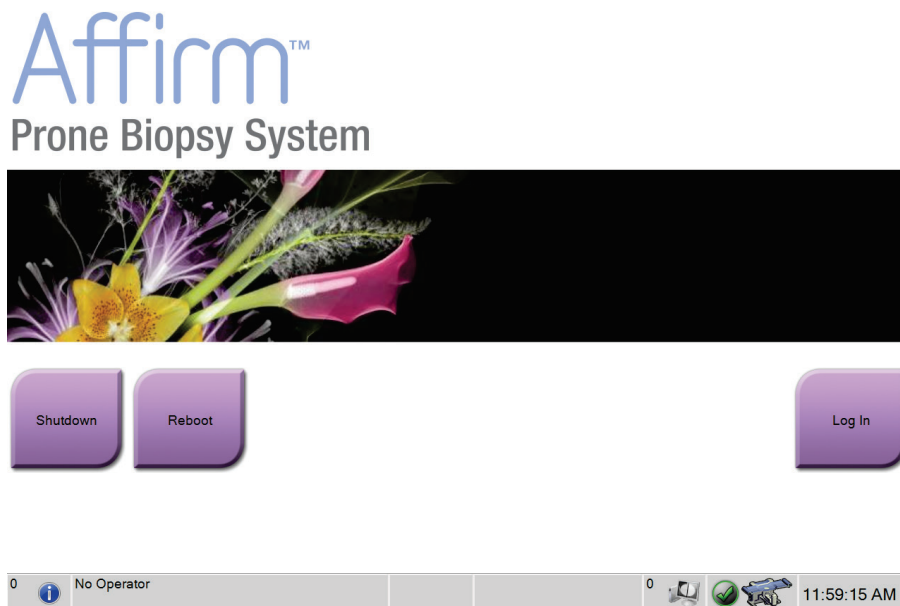 Affirm™
Prone Biopsy System
Shutdown
Reboot
Log In
0
No Operator
0
11:59:15 AM